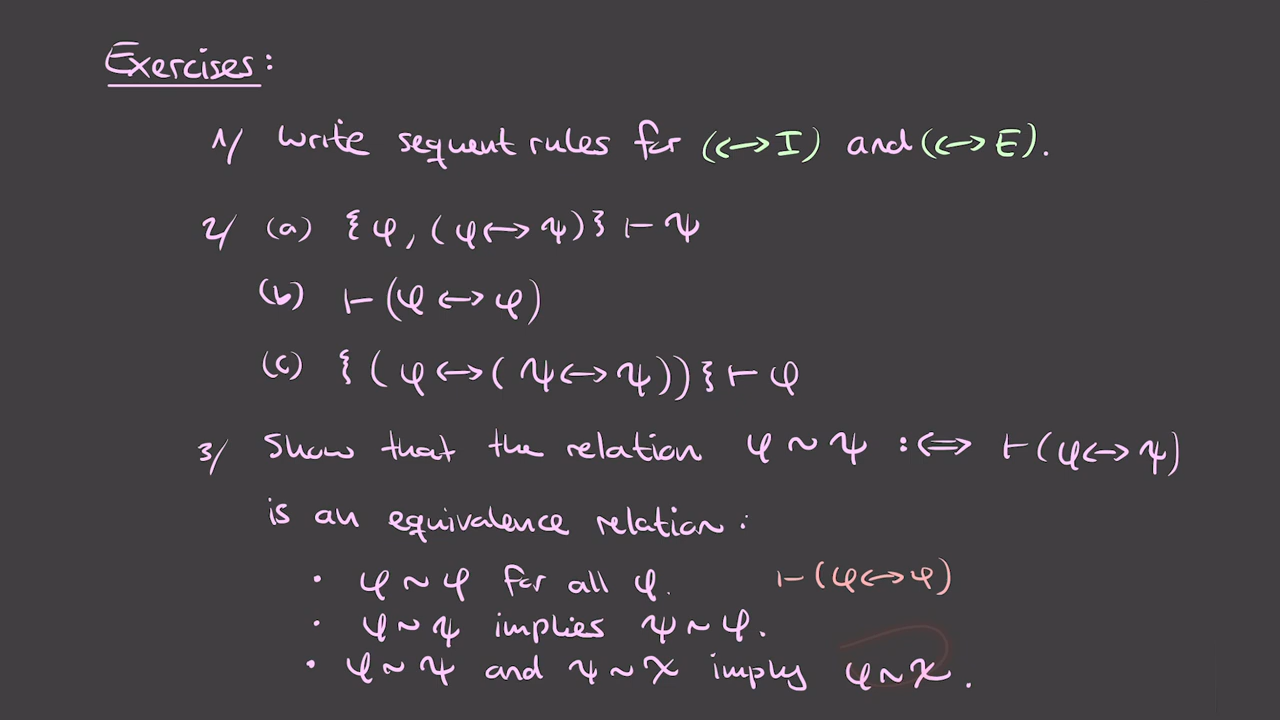 Exercises:
1/ Write sequent rules for (↔I) and (↔E).
2/ (a) {φ, (φ↔ψ)} ⊢ ψ
(b) ⊢ (φ↔φ)
(c) {(φ↔(ψ↔ψ))} ⊢ φ
3/ Show that the relation φ ~ ψ :⇔ ⊢ (φ↔ψ)
is an equivalence relation:
• φ ~ φ for all φ. ⊢ (φ↔φ)
• φ ~ ψ implies ψ ~ φ.
• φ ~ ψ and ψ ~ χ imply φ ~ χ.